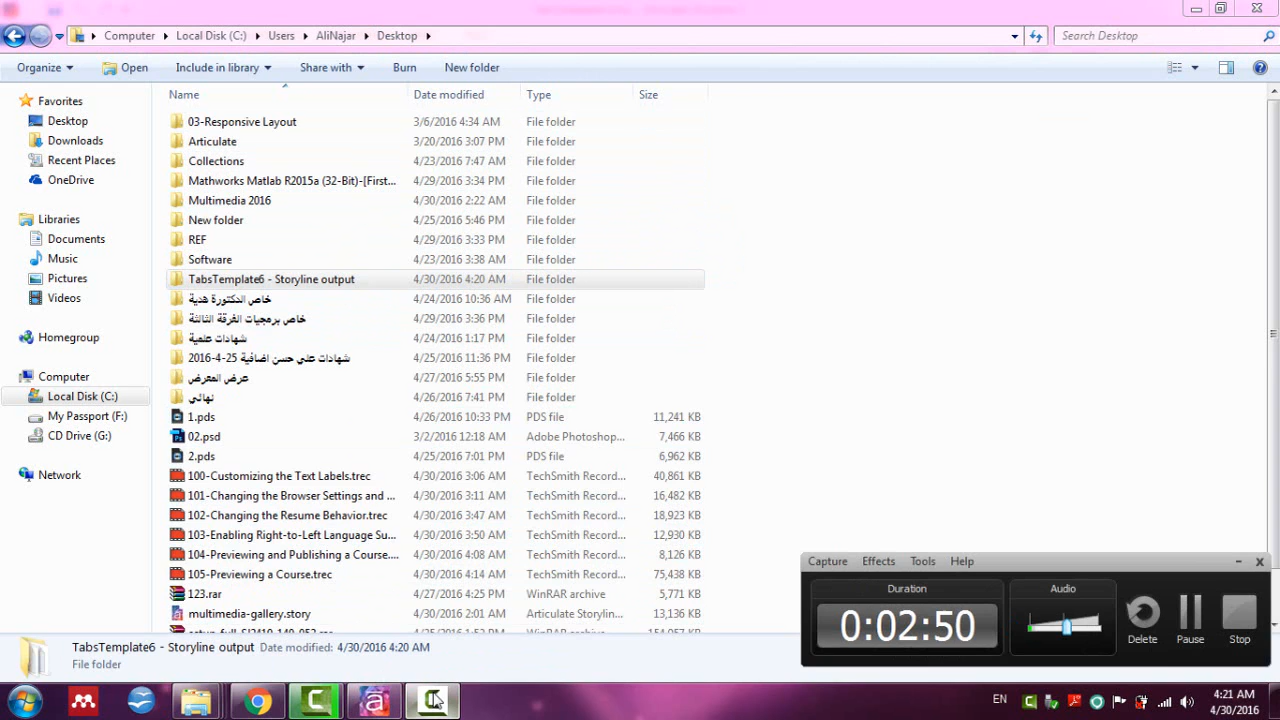 Computer Local Disk (C:) Users AliNajar Desktop Search Desktop
Organize Open Include in library Share with Burn New folder
Name Date modified Type Size
Favorites
Desktop
Downloads
Recent Places
OneDrive
Libraries
Documents
Music
Pictures
Videos
Homegroup
Computer
Local Disk (C:)
My Passport (F:)
CD Drive (G:)
Network
03-Responsive Layout 3/6/2016 4:34 AM File folder
Articulate 3/20/2016 3:07 PM File folder
Collections 4/23/2016 7:47 AM File folder
Mathworks Matlab R2015a (32-Bit)-[First... 4/29/2016 3:34 PM File folder
Multimedia 2016 4/30/2016 2:22 AM File folder
New folder 4/25/2016 5:46 PM File folder
REF 4/29/2016 3:33 PM File folder
Software 4/23/2016 3:38 AM File folder
TabsTemplate6 - Storyline output 4/30/2016 4:20 AM File folder
خاص الدكتورة هدية 4/24/2016 10:36 AM File folder
خاص برمجيات الفرقة الثالثة 4/29/2016 3:36 PM File folder
شهادات علمية 4/24/2016 1:17 PM File folder
شهادات على حسن اضافية 25-4-2016 4/25/2016 11:36 PM File folder
عرض المعرض 4/27/2016 5:55 PM File folder
نهائي 4/26/2016 7:41 PM File folder
1.pds 4/26/2016 10:33 PM PDS file 11,241 KB
02.psd 3/2/2016 12:18 AM Adobe Photoshop... 7,466 KB
2.pds 4/25/2016 7:01 PM PDS file 6,962 KB
100-Customizing the Text Labels.trec 4/30/2016 3:06 AM TechSmith Record... 40,861 KB
101-Changing the Browser Settings and ... 4/30/2016 3:11 AM TechSmith Record... 16,482 KB
102-Changing the Resume Behavior.trec 4/30/2016 3:47 AM TechSmith Record... 18,923 KB
103-Enabling Right-to-Left Language Su... 4/30/2016 3:50 AM TechSmith Record... 12,930 KB
104-Previewing and Publishing a Course.... 4/30/2016 4:08 AM TechSmith Record... 8,126 KB
105-Previewing a Course.trec 4/30/2016 4:14 AM TechSmith Record... 75,438 KB
123.rar 4/27/2016 4:25 PM WinRAR archive 5,771 KB
multimedia-gallery.story 4/30/2016 2:01 AM Articulate Storylin... 13,136 KB
TabsTemplate6 - Storyline output Date modified: 4/30/2016 4:20 AM
File folder
Capture Effects Tools Help
Duration Audio
0:02:50
Delete Pause Stop
EN
4:21 AM
4/30/2016